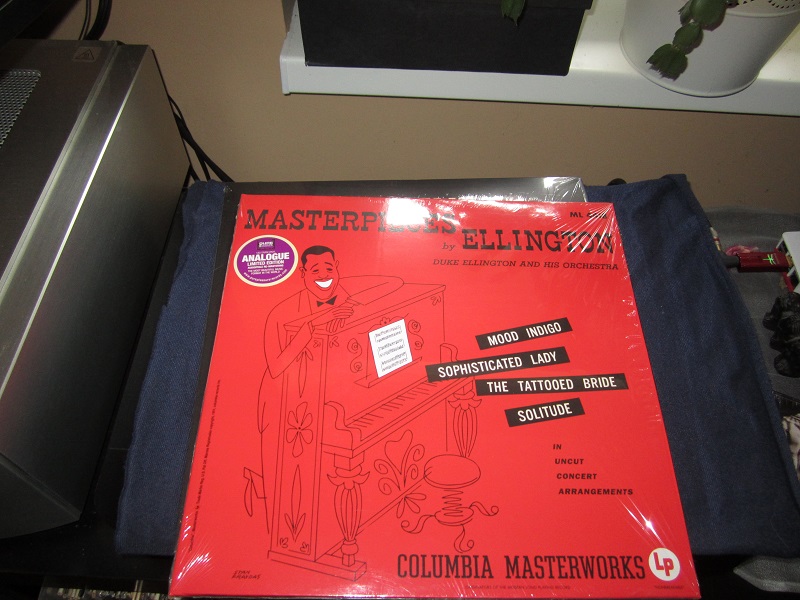 MASTERPIECES
by ELLINGTON
ML
DUKE ELLINGTON AND HIS ORCHESTRA
PURE
ANALOGUE
LIMITED EDITION
MOOD INDIGO
SOPHISTICATED LADY
THE TATTOOED BRIDE
SOLITUDE
IN
UNCUT
CONCERT
ARRANGEMENTS
COLUMBIA MASTERWORKS
Lp